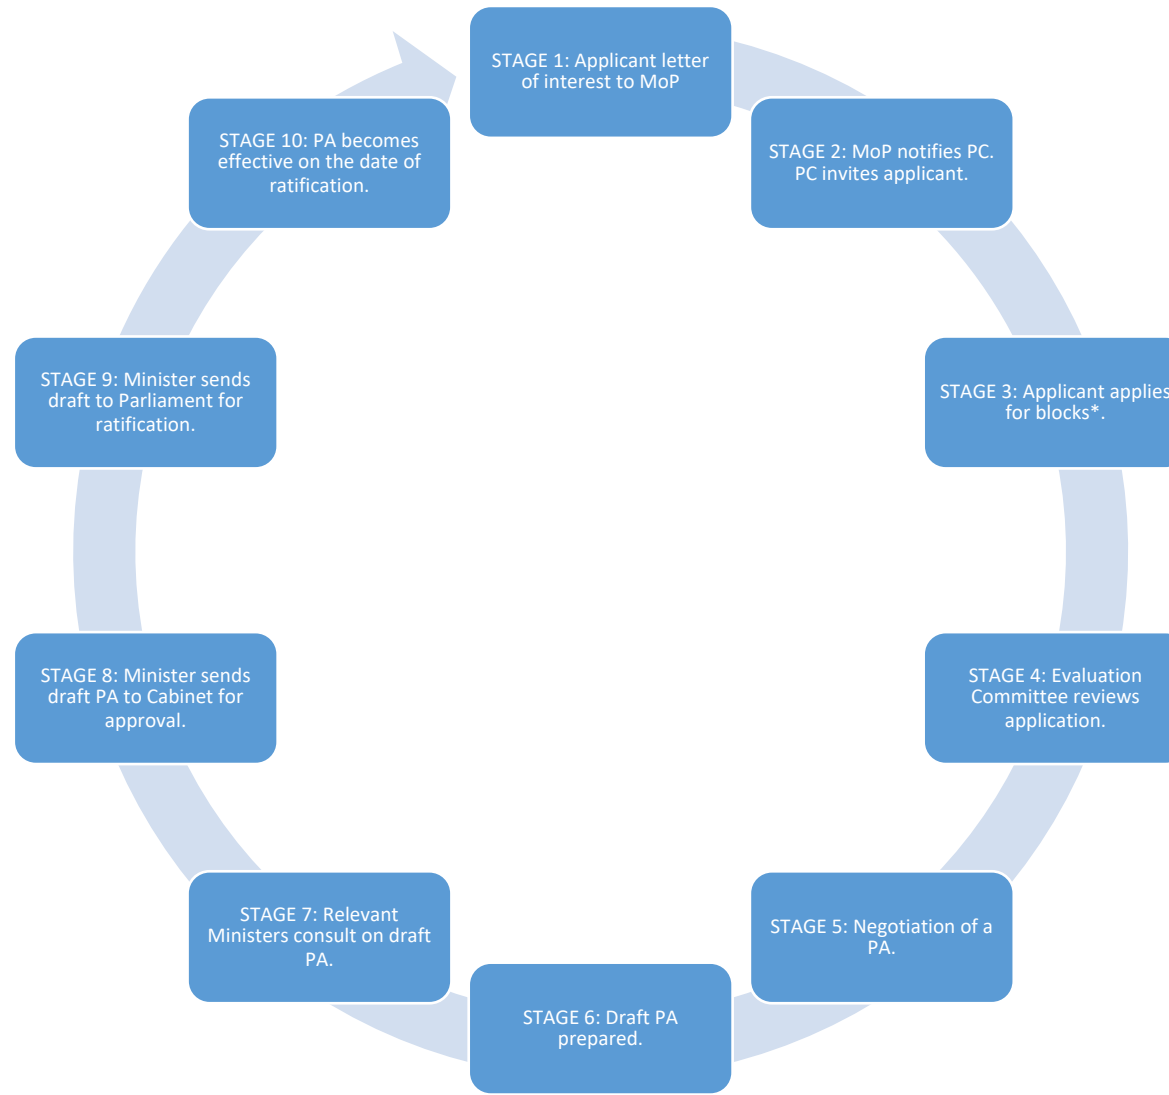 STAGE 1: Applicant letter
of interest to MoP
STAGE 2: MoP notifies PC.
PC invites applicant.
STAGE 3: Applicant applies
for blocks*.
STAGE 4: Evaluation
Committee reviews
application.
STAGE 5: Negotiation of a
PA.
STAGE 6: Draft PA
prepared.
STAGE 7: Relevant
Ministers consult on draft
PA.
STAGE 8: Minister sends
draft PA to Cabinet for
approval.
STAGE 9: Minister sends
draft to Parliament for
ratification.
STAGE 10: PA becomes
effective on the date of
ratification.